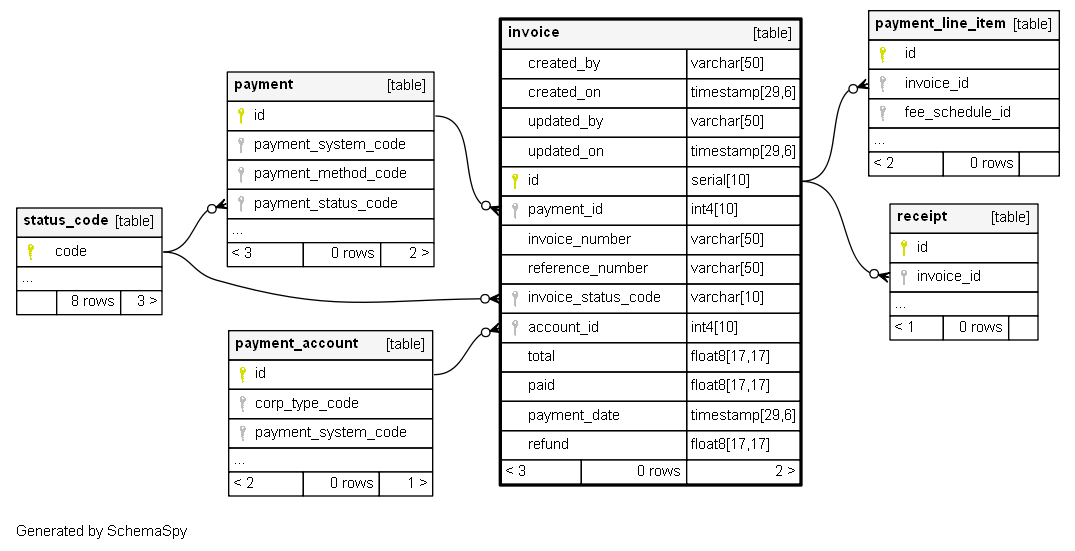 status_code [table]
code
...
8 rows 3 >
payment [table]
id
payment_system_code
payment_method_code
payment_status_code
...
< 3 0 rows 2 >
payment_account [table]
id
corp_type_code
payment_system_code
...
< 2 0 rows 1 >
invoice [table]
created_by varchar[50]
created_on timestamp[29,6]
updated_by varchar[50]
updated_on timestamp[29,6]
id serial[10]
payment_id int4[10]
invoice_number varchar[50]
reference_number varchar[50]
invoice_status_code varchar[10]
account_id int4[10]
total float8[17,17]
paid float8[17,17]
payment_date timestamp[29,6]
refund float8[17,17]
< 3 0 rows 2 >
payment_line_item [table]
id
invoice_id
fee_schedule_id
...
< 2 0 rows
receipt [table]
id
invoice_id
...
< 1 0 rows
Generated by SchemaSpy